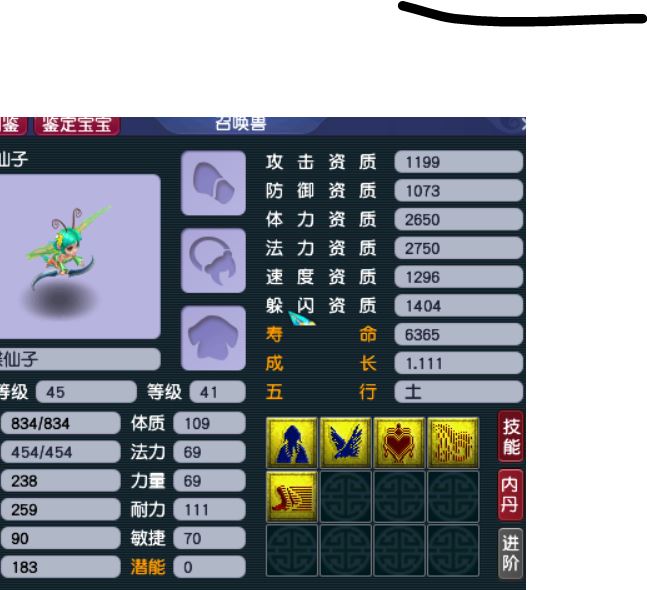 鉴定宝宝 召唤兽
仙子
攻击资质 1199
防御资质 1073
体力资质 2650
法力资质 2750
速度资质 1296
躲闪资质 1404
寿命 6365
成长 1.111
五行 土
仙子
等级 45 等级 41
834/834 体质 109
454/454 法力 69
238 力量 69
259 耐力 111
90 敏捷 70
183 潜能 0
技能
内丹
进阶